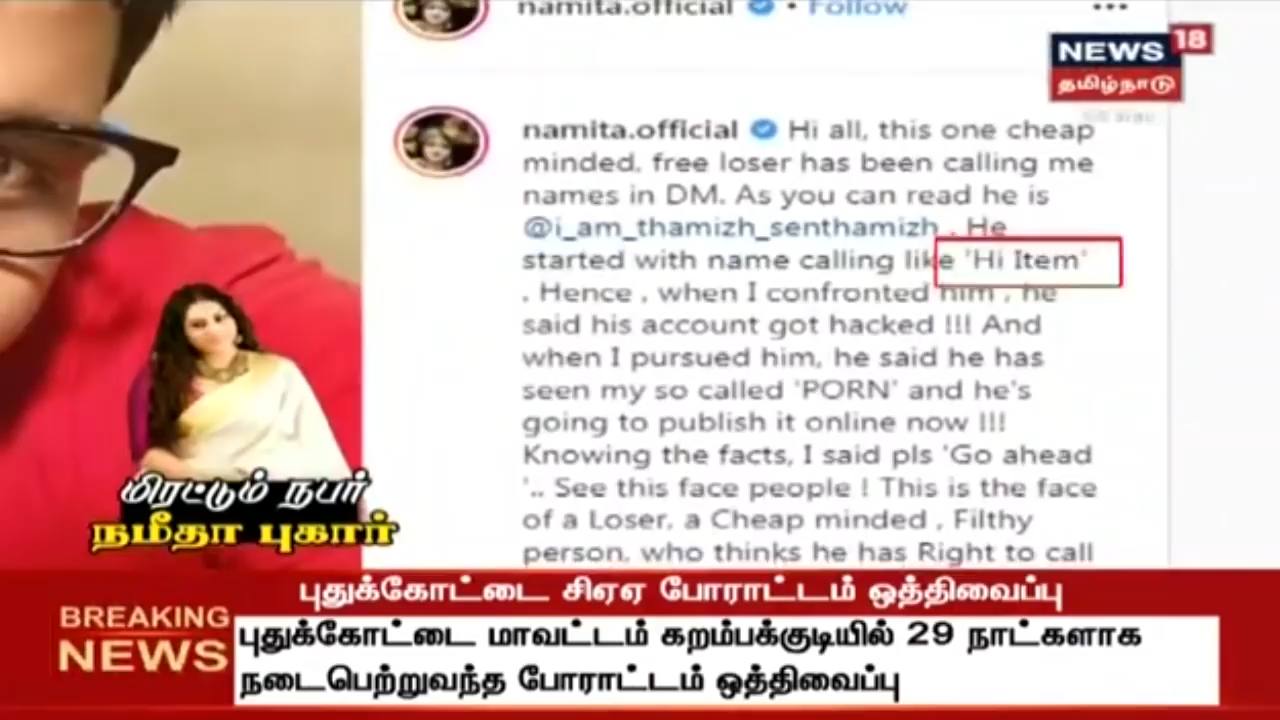 namita.official • Follow
NEWS 18
தமிழ்நாடு
namita.official Hi all, this one cheap
minded, free loser has been calling me
names in DM. As you can read he is
@i_am_thamizh_senthamizh . He
started with name calling like 'Hi Item'
. Hence , when I confronted him , he
said his account got hacked !!! And
when I pursued him, he said he has
seen my so called 'PORN' and he's
going to publish it online now !!!
Knowing the facts, I said pls 'Go ahead
'.. See this face people ! This is the face
of a Loser, a Cheap minded , Filthy
person, who thinks he has Right to call
மிரட்டும் நபர்
நமீதா புகார்
புதுக்கோட்டை சிஏஏ போராட்டம் ஒத்திவைப்பு
BREAKING
NEWS
புதுக்கோட்டை மாவட்டம் கறம்பக்குடியில் 29 நாட்களாக
நடைபெற்றுவந்த போராட்டம் ஒத்திவைப்பு